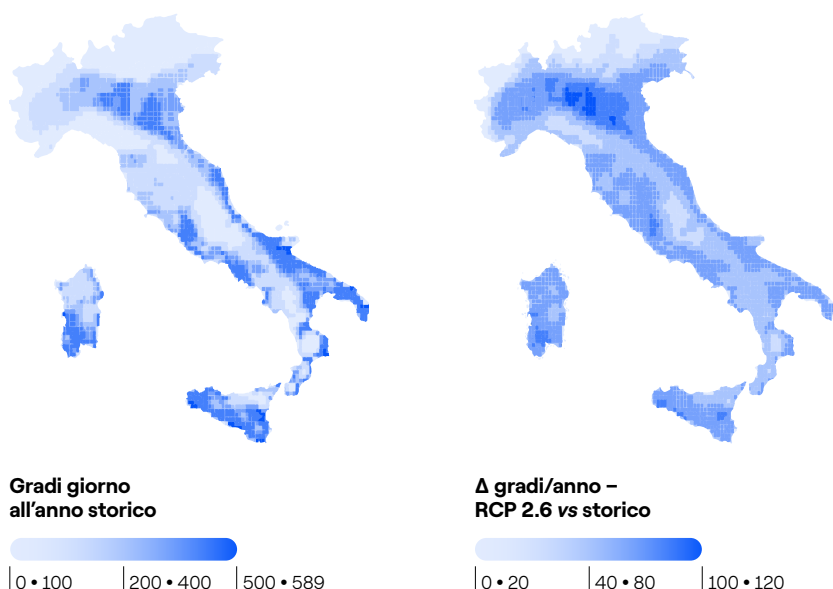 Gradi giorno
all’anno storico
0 • 100
200 • 400
500 • 589
Δ gradi/anno –
RCP 2.6 vs storico
0 • 20
40 • 80
100 • 120